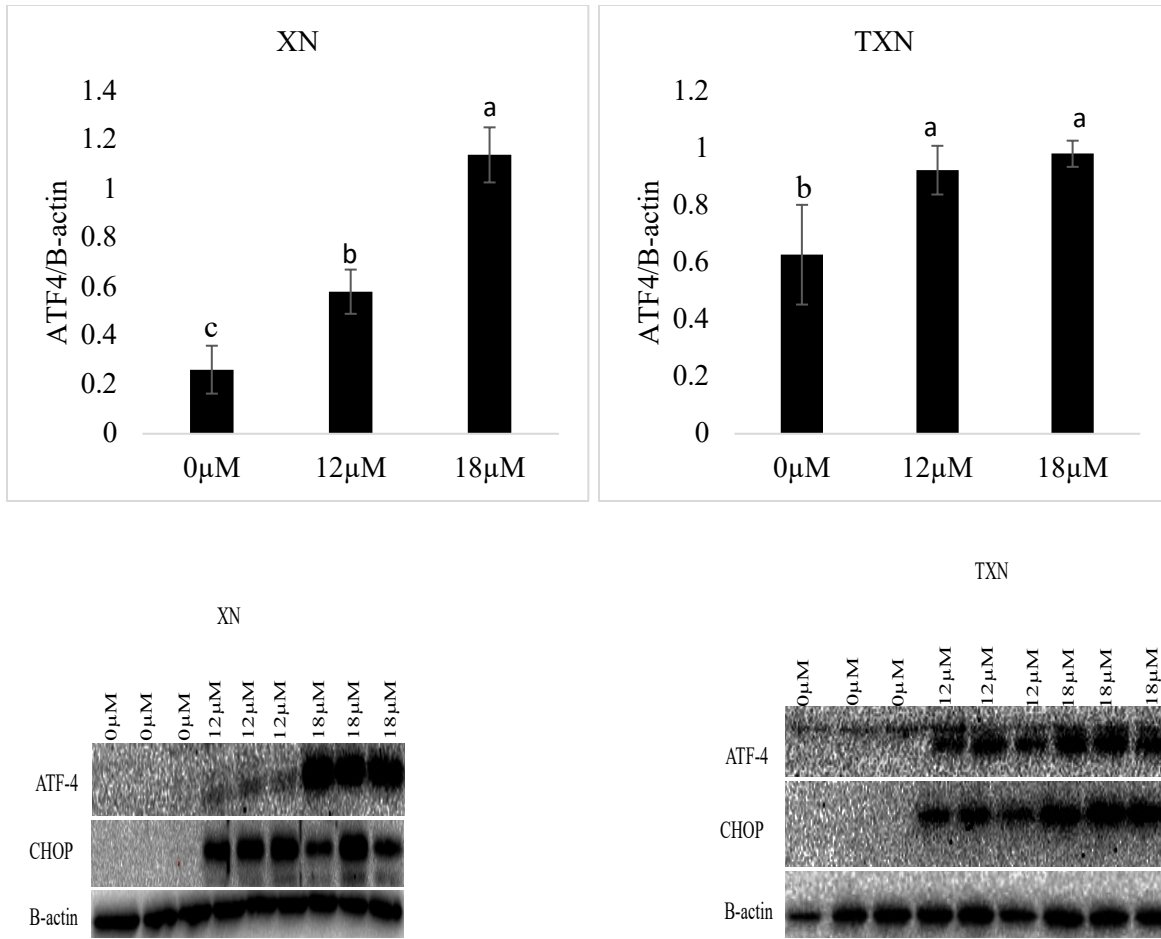 XN
1.4
1.2
1
0.8
0.6
0.4
0.2
0
ATF4/B-actin
c
b
a
0µM 12µM 18µM
TXN
1.2
1
0.8
0.6
0.4
0.2
0
ATF4/B-actin
b
a
a
0µM 12µM 18µM
XN
0µM 0µM 0µM 12µM 12µM 12µM 18µM 18µM 18µM
ATF-4
CHOP
B-actin
TXN
0µM 0µM 0µM 12µM 12µM 12µM 18µM 18µM 18µM
ATF-4
CHOP
B-actin